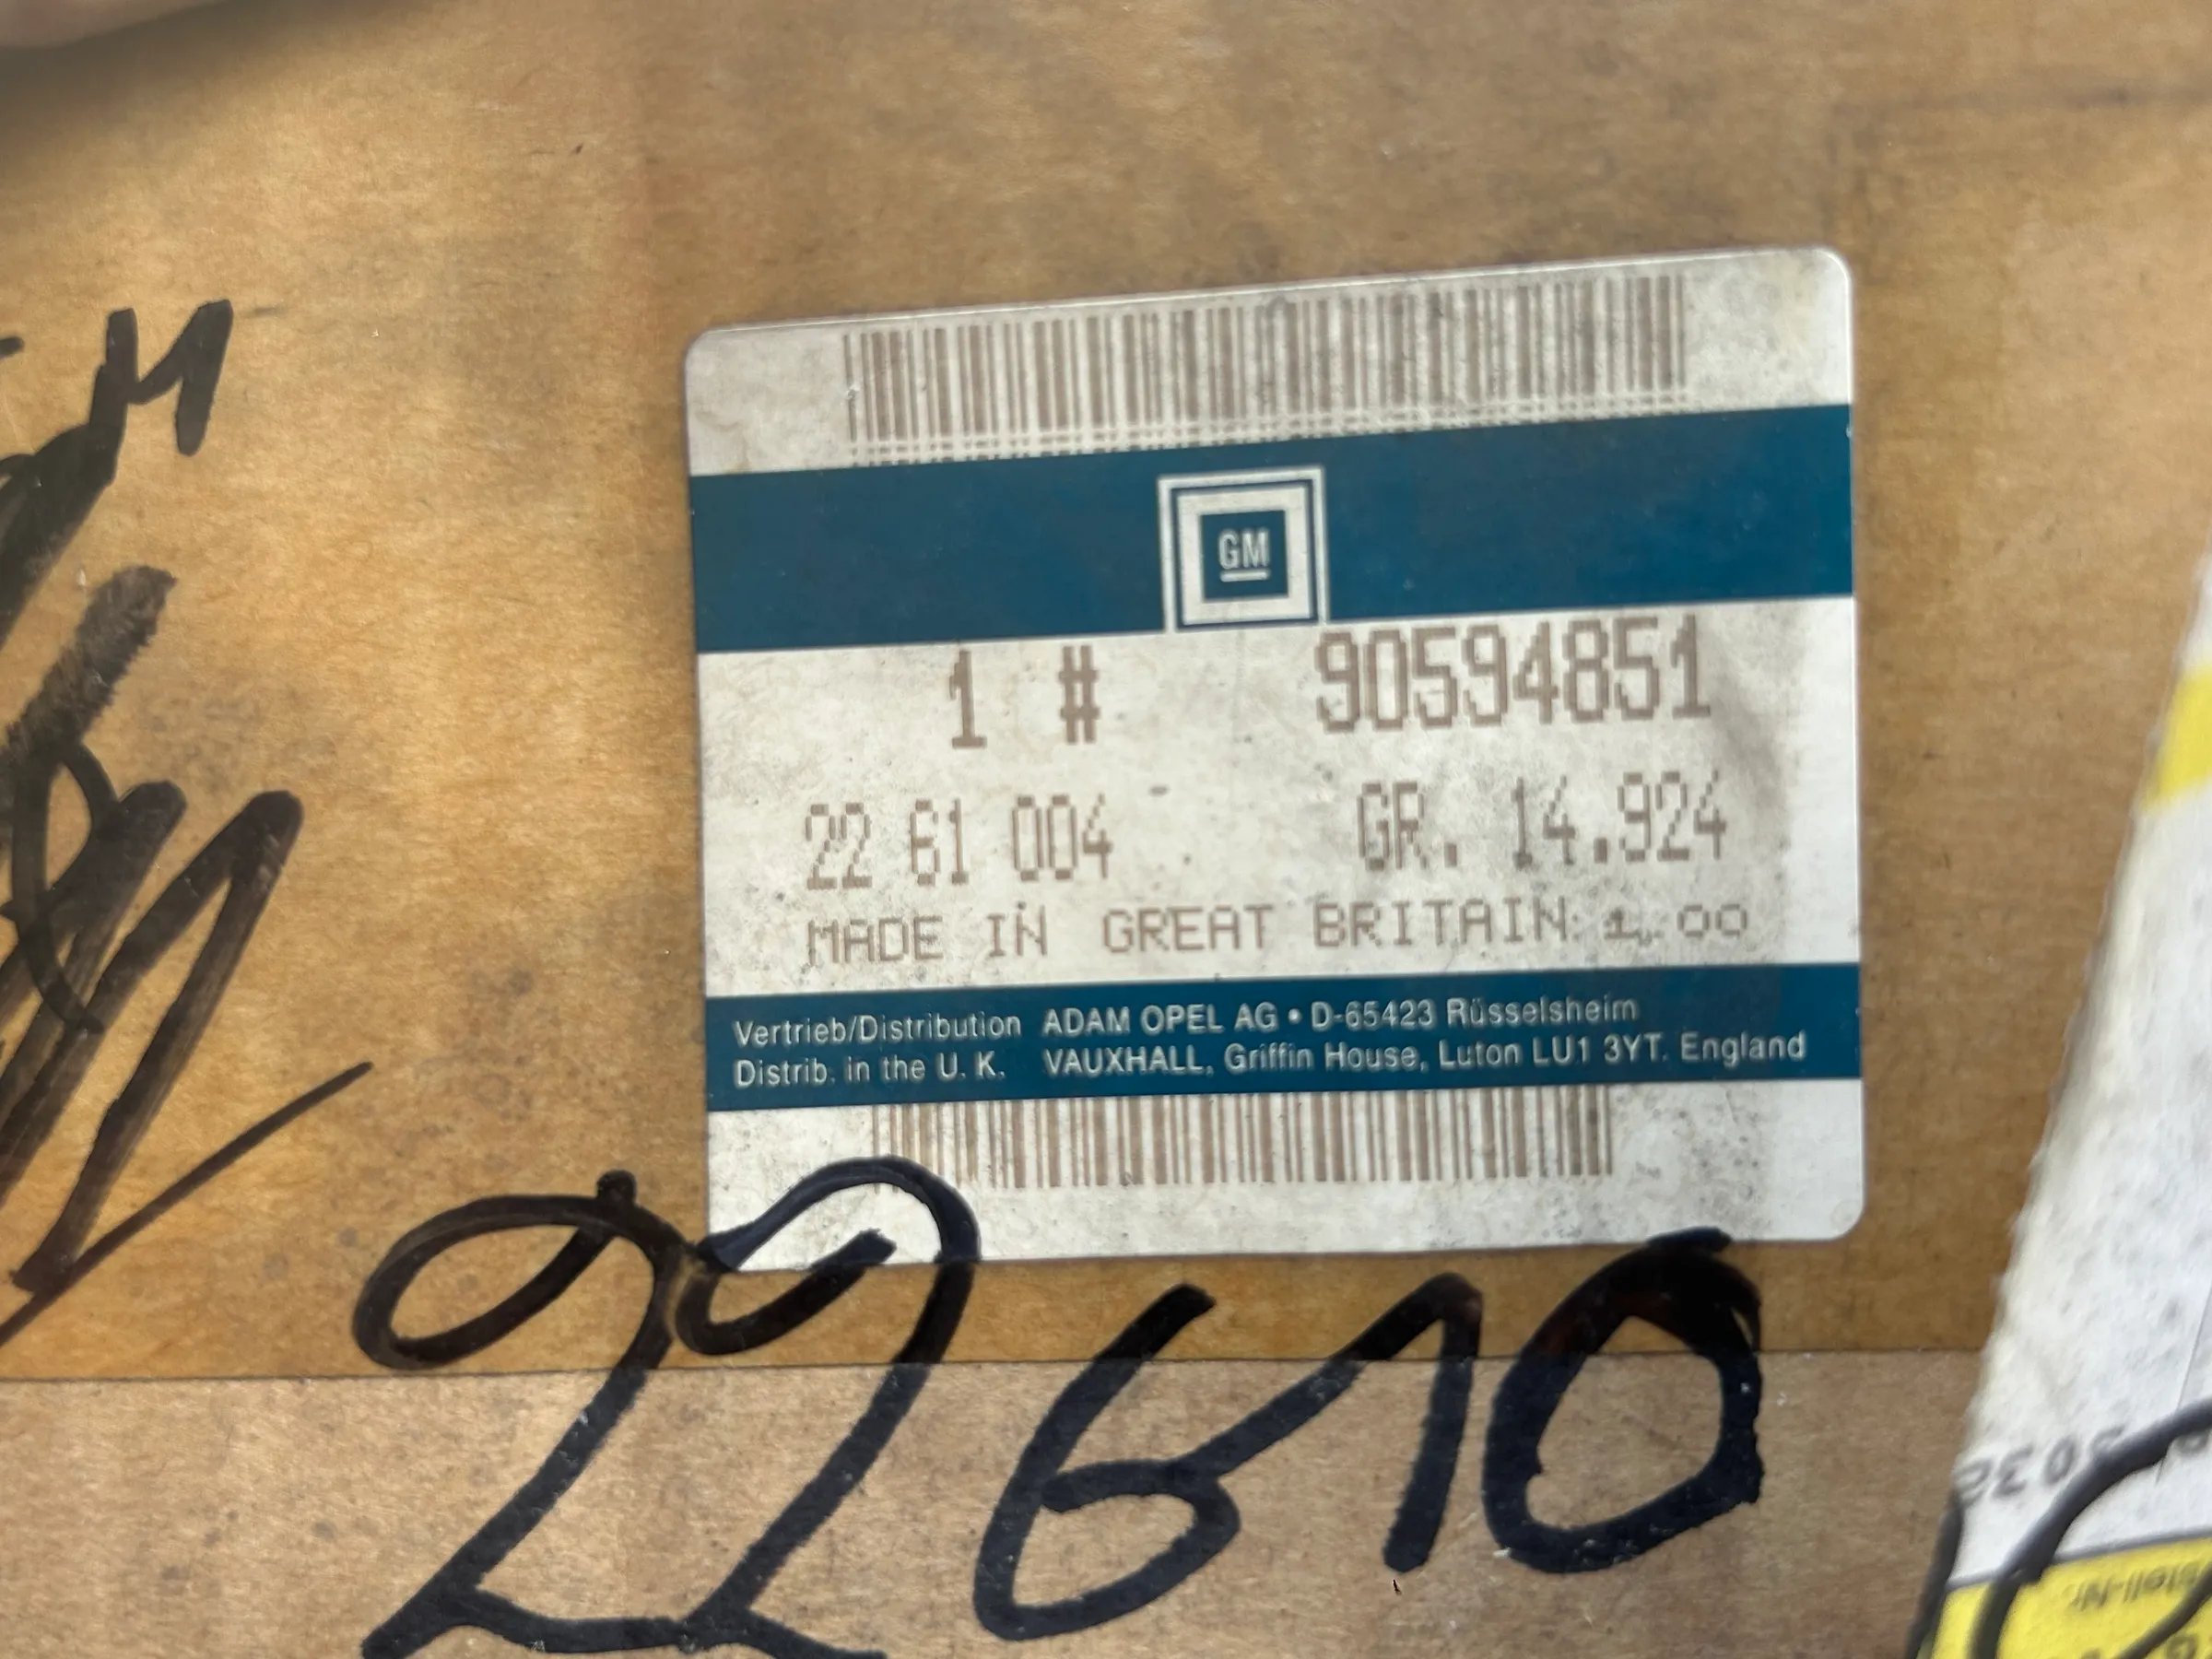 GM
1 # 90594851
22 61 004 GR. 14.924
MADE IN GREAT BRITAIN 1.00
Vertrieb/Distribution ADAM OPEL AG • D-65423 Rüsselsheim
Distrib. in the U. K. VAUXHALL, Griffin House, Luton LU1 3YT. England
22610